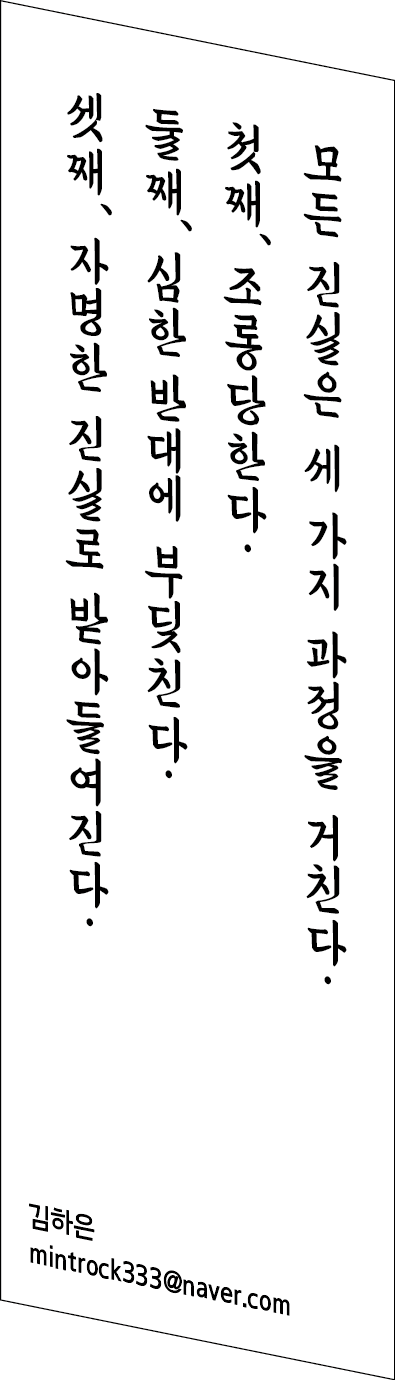 모든 진실은 세 가지 과정을 거친다.
첫째, 조롱당한다.
둘째, 심한 반대에 부딪친다.
셋째, 자명한 진실로 받아들여진다.
김하은
mintrock333@naver.com